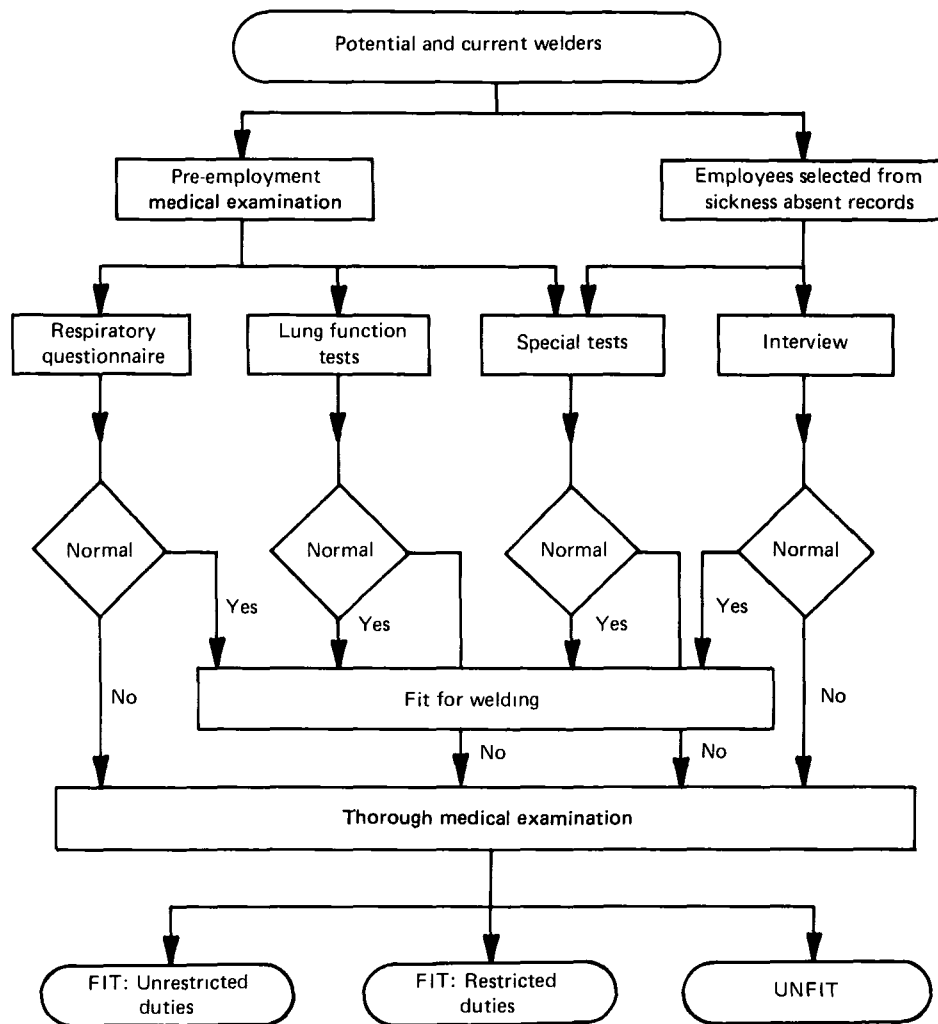 Potential and current welders
Pre-employment
medical examination
Employees selected from
sickness absent records
Respiratory
questionnaire
Lung function
tests
Special tests
Interview
Normal
Normal
Normal
Normal
Yes
Yes
Yes
Yes
No
Fit for welding
No
No
No
Thorough medical examination
FIT: Unrestricted
duties
FIT: Restricted
duties
UNFIT